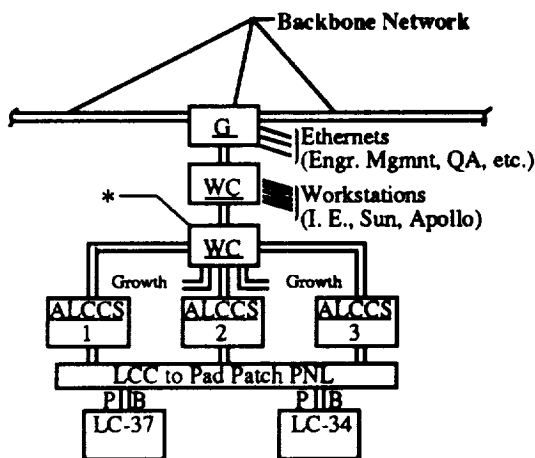 Backbone Network
G
Ethernets
(Engr. Mgmnt, QA, etc.)
WC
Workstations
(I. E., Sun, Apollo)
*
WC
Growth
Growth
ALCCS
1
ALCCS
2
ALCCS
3
LCC to Pad Patch PNL
P B
P B
LC-37
LC-34